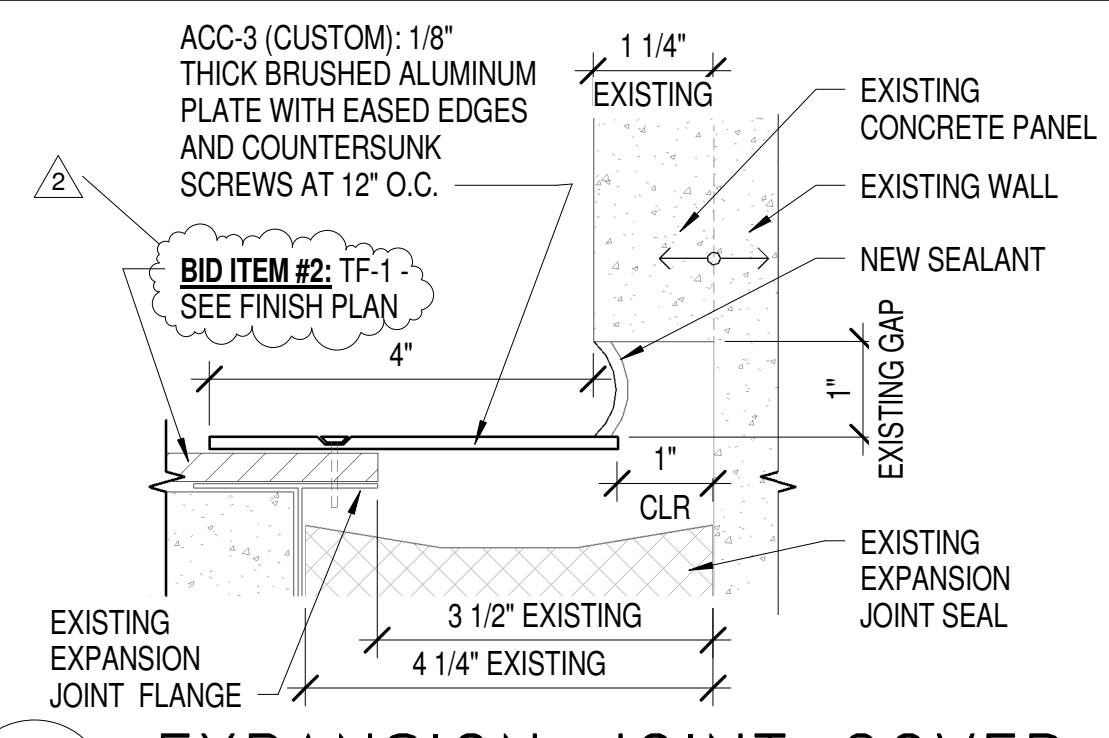 ACC-3 (CUSTOM): 1/8"
THICK BRUSHED ALUMINUM
PLATE WITH EASED EDGES
AND COUNTERSUNK
SCREWS AT 12" O.C.
1 1/4"
EXISTING
EXISTING
CONCRETE PANEL
EXISTING WALL
NEW SEALANT
2
BID ITEM #2: TF-1 -
SEE FINISH PLAN
4"
1"
EXISTING GAP
1"
CLR
EXISTING
EXPANSION
JOINT SEAL
3 1/2" EXISTING
4 1/4" EXISTING
EXISTING
EXPANSION
JOINT FLANGE
EXPANSION JOINT COVER